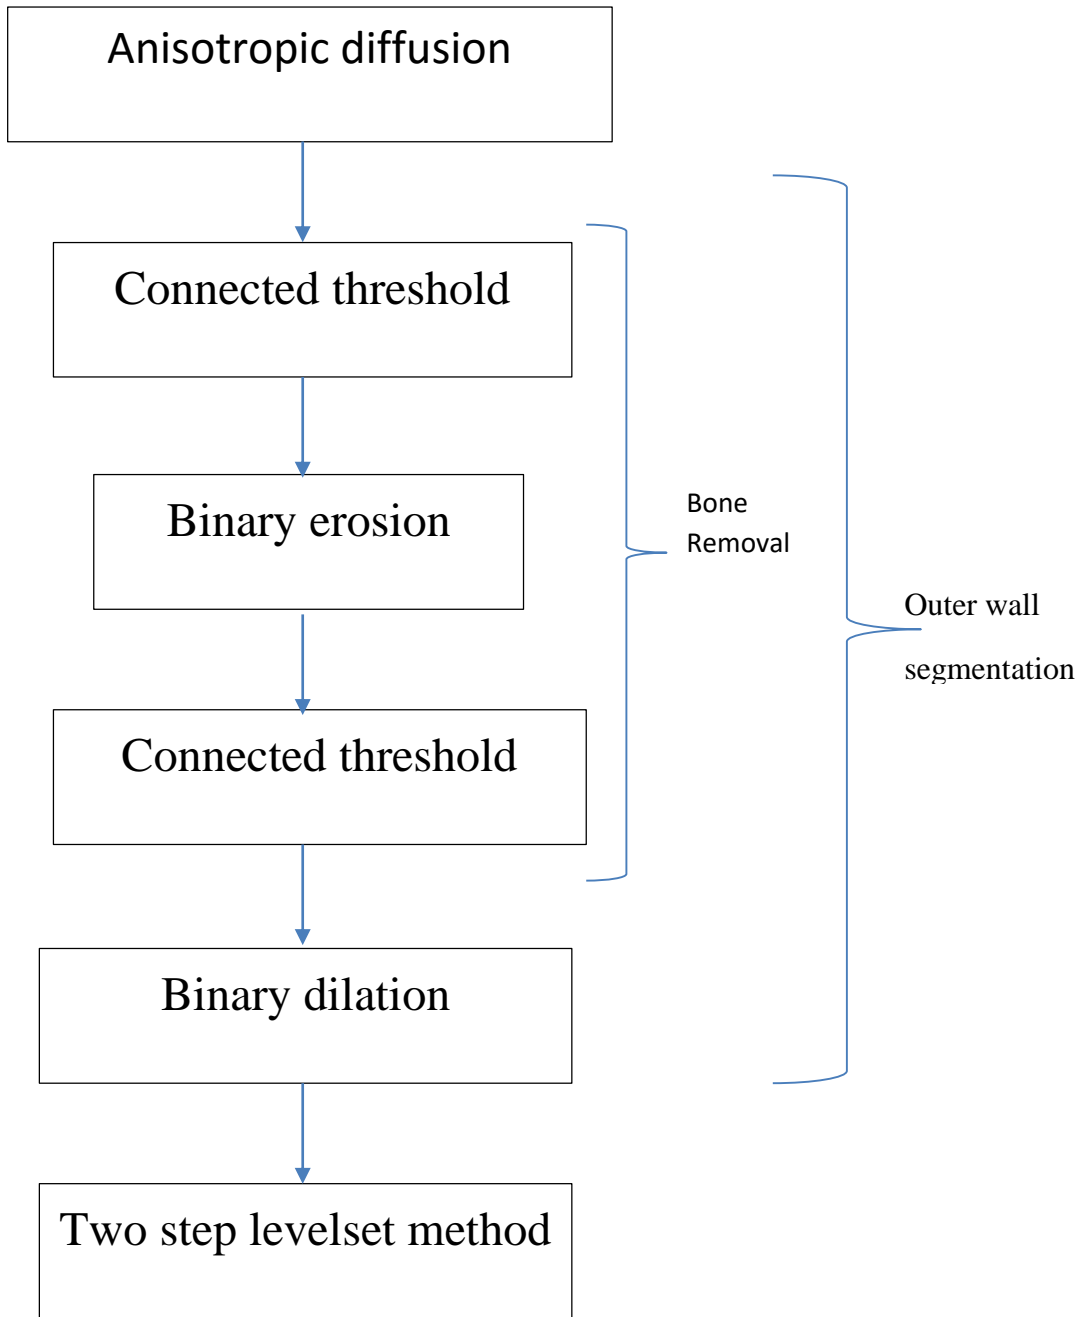 Anisotropic diffusion
Connected threshold
Binary erosion
Connected threshold
Binary dilation
Two step levelset method
Bone
Removal
Outer wall
segmentation